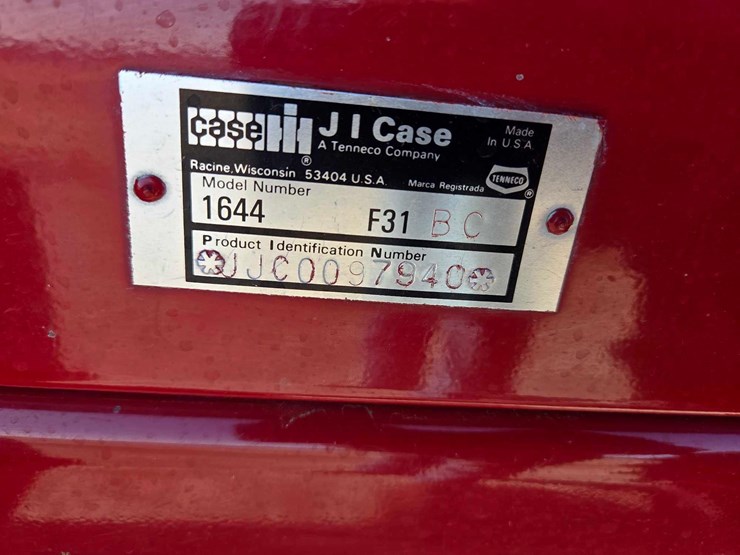 case IH J I Case
®
A Tenneco Company
Made
In U.S.A.
Racine, Wisconsin 53404 U.S.A.
Marca Registrada
TENNECO
®
Model Number
1644 F31 BC
Product Identification Number
*JJC0097940*